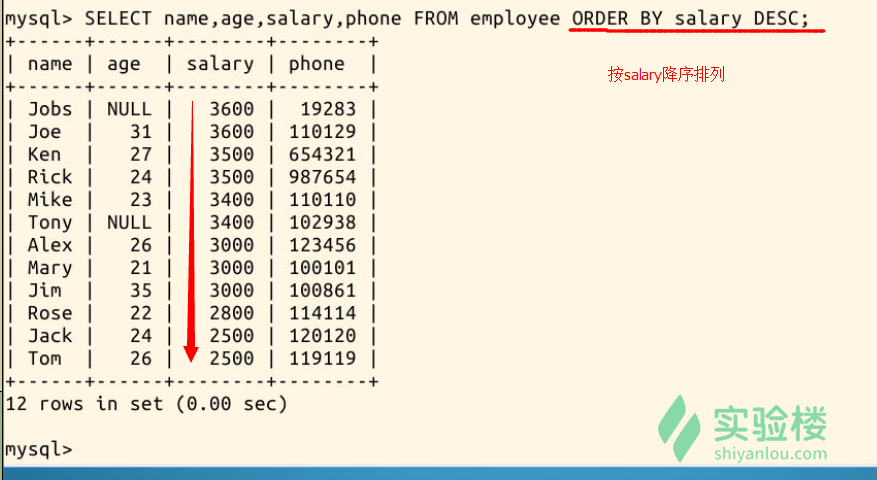 mysql> SELECT name,age,salary,phone FROM employee ORDER BY salary DESC;
+------+------+--------+--------+
| name | age  | salary | phone  |
+------+------+--------+--------+
| Jobs | NULL |   3600 |  19283 |
| Joe  |   31 |   3600 | 110129 |
| Ken  |   27 |   3500 | 654321 |
| Rick |   24 |   3500 | 987654 |
| Mike |   23 |   3400 | 110110 |
| Tony | NULL |   3400 | 102938 |
| Alex |   26 |   3000 | 123456 |
| Mary |   21 |   3000 | 100101 |
| Jim  |   35 |   3000 | 100861 |
| Rose |   22 |   2800 | 114114 |
| Jack |   24 |   2500 | 120120 |
| Tom  |   26 |   2500 | 119119 |
+------+------+--------+--------+
12 rows in set (0.00 sec)
mysql>
按salary降序排列
实验楼
shiyanlou.com